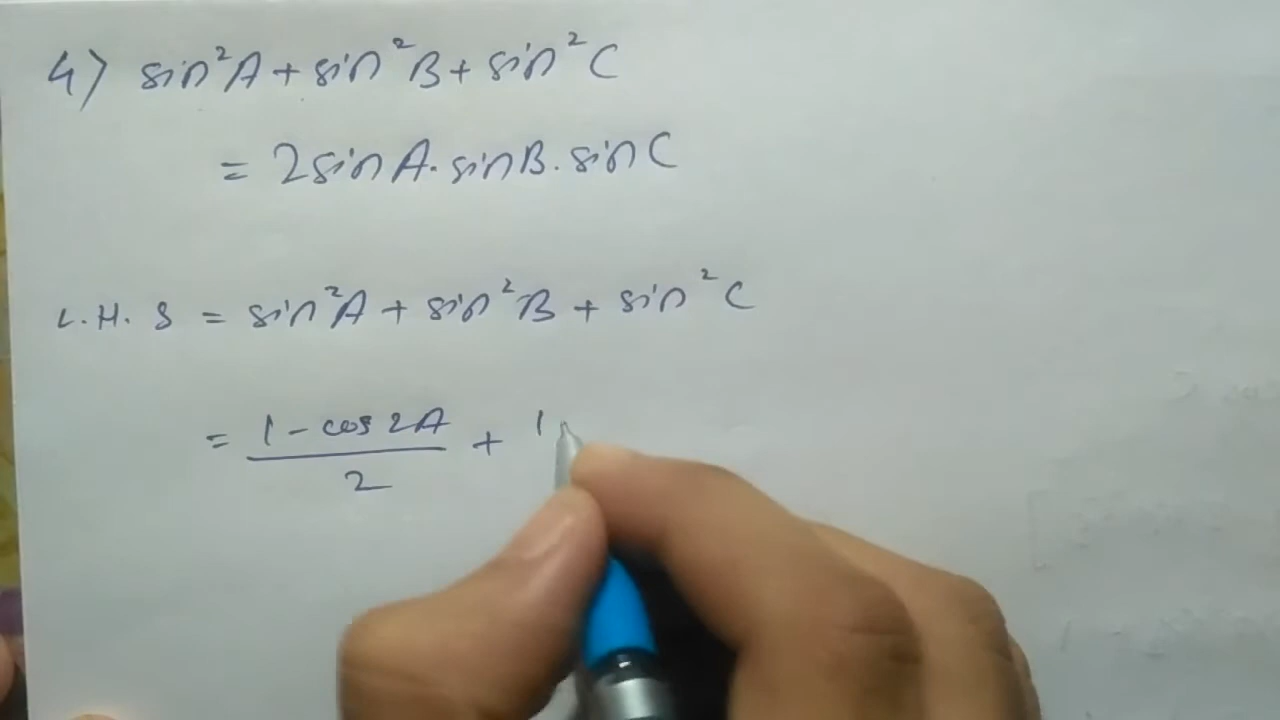 4) sin²A + sin²B + sin²C
= 2sinA. sinB. sinC
L.H.S = sin²A + sin²B + sin²C
= (1 - cos 2A)/2 + 1